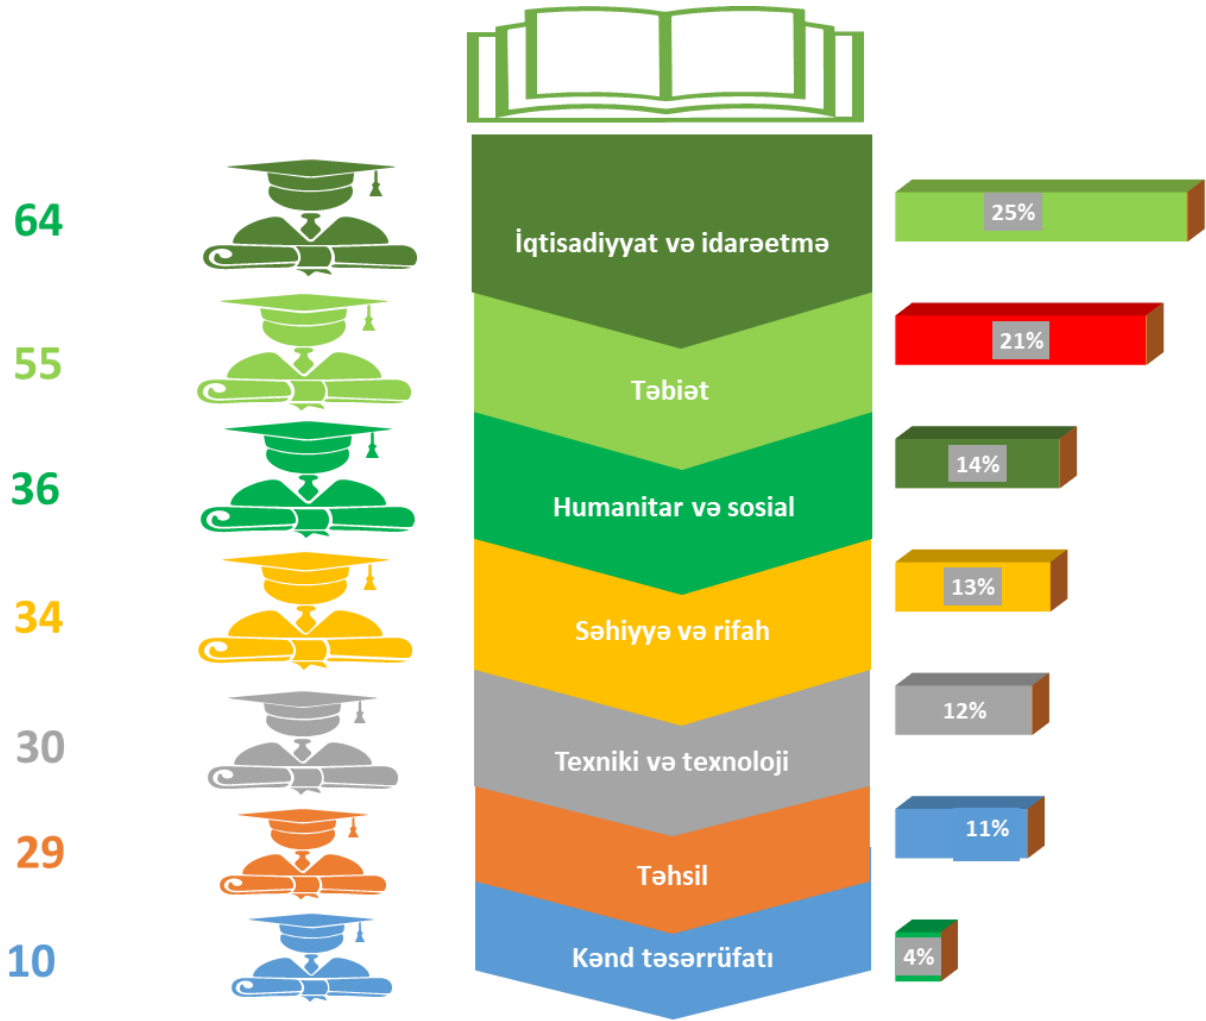 64
İqtisadiyyat və idarəetmə
25%
55
Təbiət
21%
36
Humanitar və sosial
14%
34
Səhiyyə və rifah
13%
30
Texniki və texnoloji
12%
29
Təhsil
11%
10
Kənd təsərrüfatı
4%